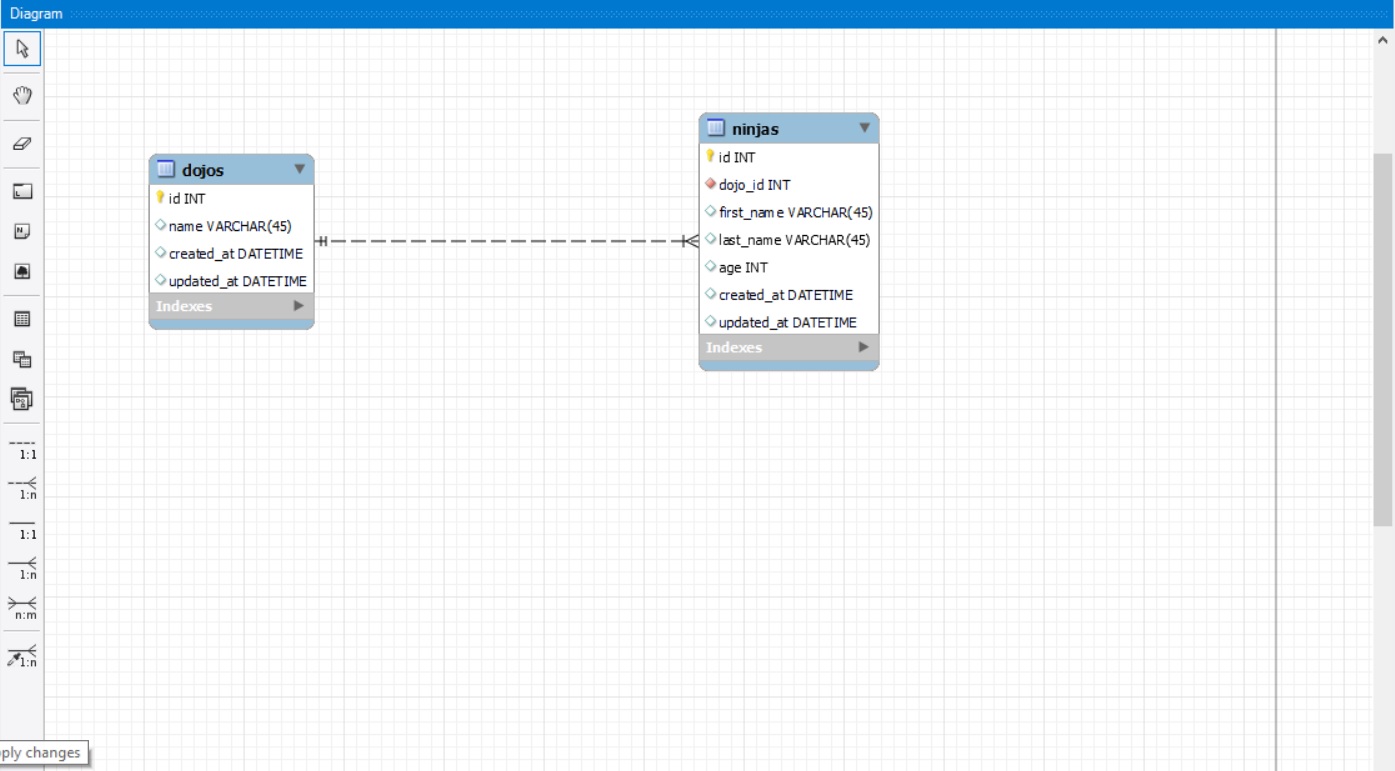 Diagram
dojos
id INT
name VARCHAR(45)
created_at DATETIME
updated_at DATETIME
Indexes
ninjas
id INT
dojo_id INT
first_name VARCHAR(45)
last_name VARCHAR(45)
age INT
created_at DATETIME
updated_at DATETIME
Indexes
1:1
1:n
1:1
1:n
n:m
1:n
ply changes